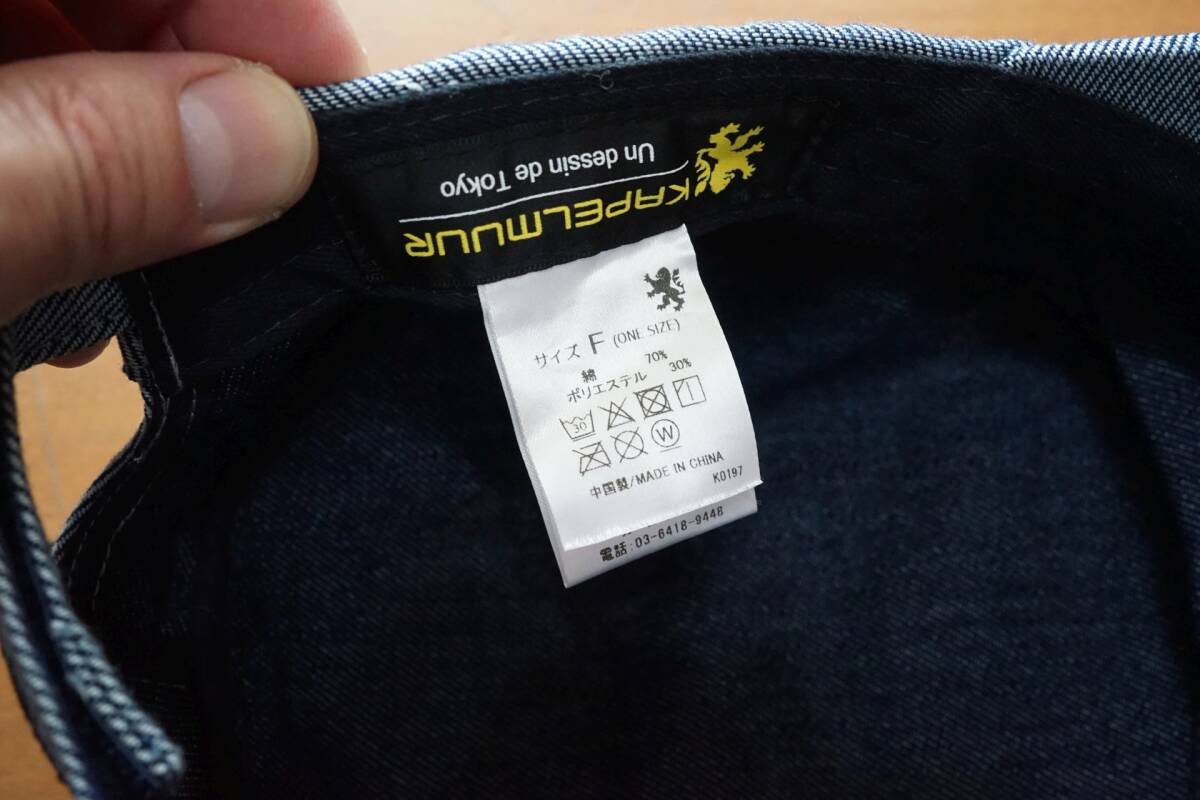 KAPELMUUR
Un dessin de Tokyo
サイズ F (ONE SIZE)
綿 70%
ポリエステル 30%
30
W
中国製/MADE IN CHINA
K0197
電話:03-6418-9448